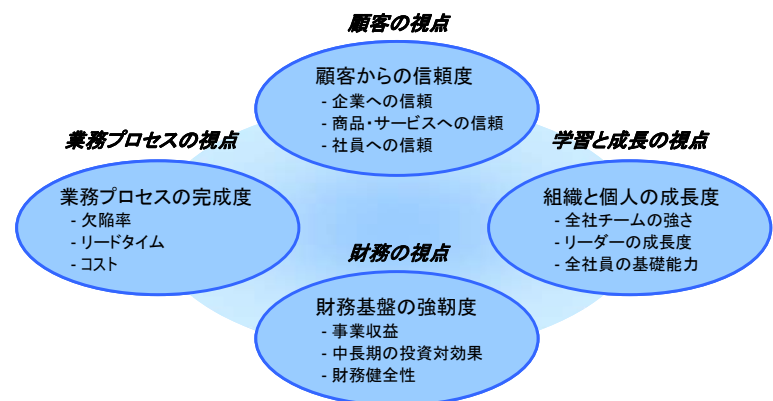 顧客の視点
顧客からの信頼度
- 企業への信頼
- 商品・サービスへの信頼
- 社員への信頼
業務プロセスの視点
業務プロセスの完成度
- 欠陥率
- リードタイム
- コスト
学習と成長の視点
組織と個人の成長度
- 全社チームの強さ
- リーダーの成長度
- 全社員の基礎能力
財務の視点
財務基盤の強靭度
- 事業収益
- 中長期の投資対効果
- 財務健全性